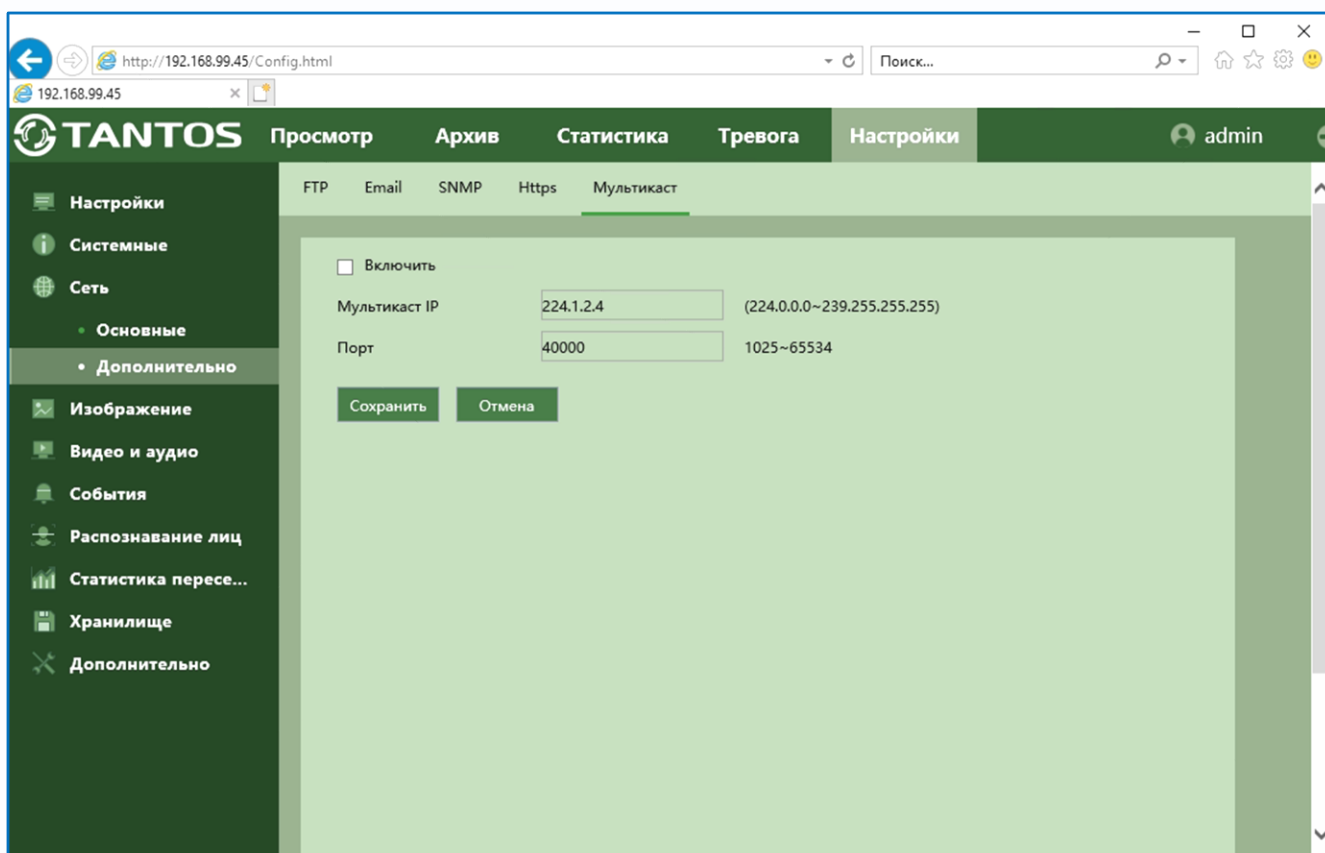 http://192.168.99.45/Config.html
Поиск...
192.168.99.45
TANTOS
Просмотр
Архив
Статистика
Тревога
Настройки
admin
FTP
Email
SNMP
Https
Мультикаст
Настройки
Системные
Сеть
Основные
Дополнительно
Изображение
Видео и аудио
События
Распознавание лиц
Статистика пересе...
Хранилище
Дополнительно
Включить
Мультикаст IP 224.1.2.4 (224.0.0.0~239.255.255.255)
Порт 40000 1025~65534
Сохранить Отмена